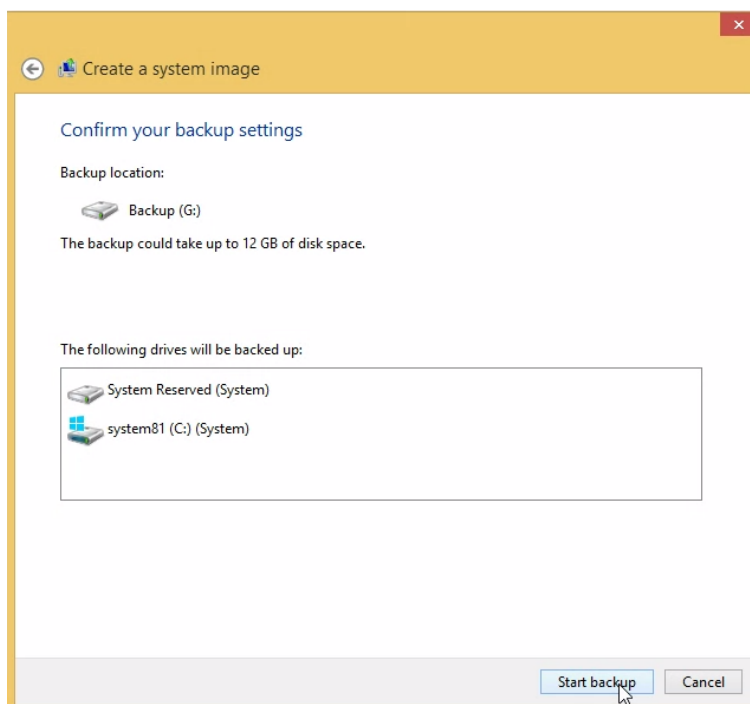 Create a system image
Confirm your backup settings
Backup location:
Backup (G:)
The backup could take up to 12 GB of disk space.
The following drives will be backed up:
System Reserved (System)
system81 (C:) (System)
Start backup Cancel